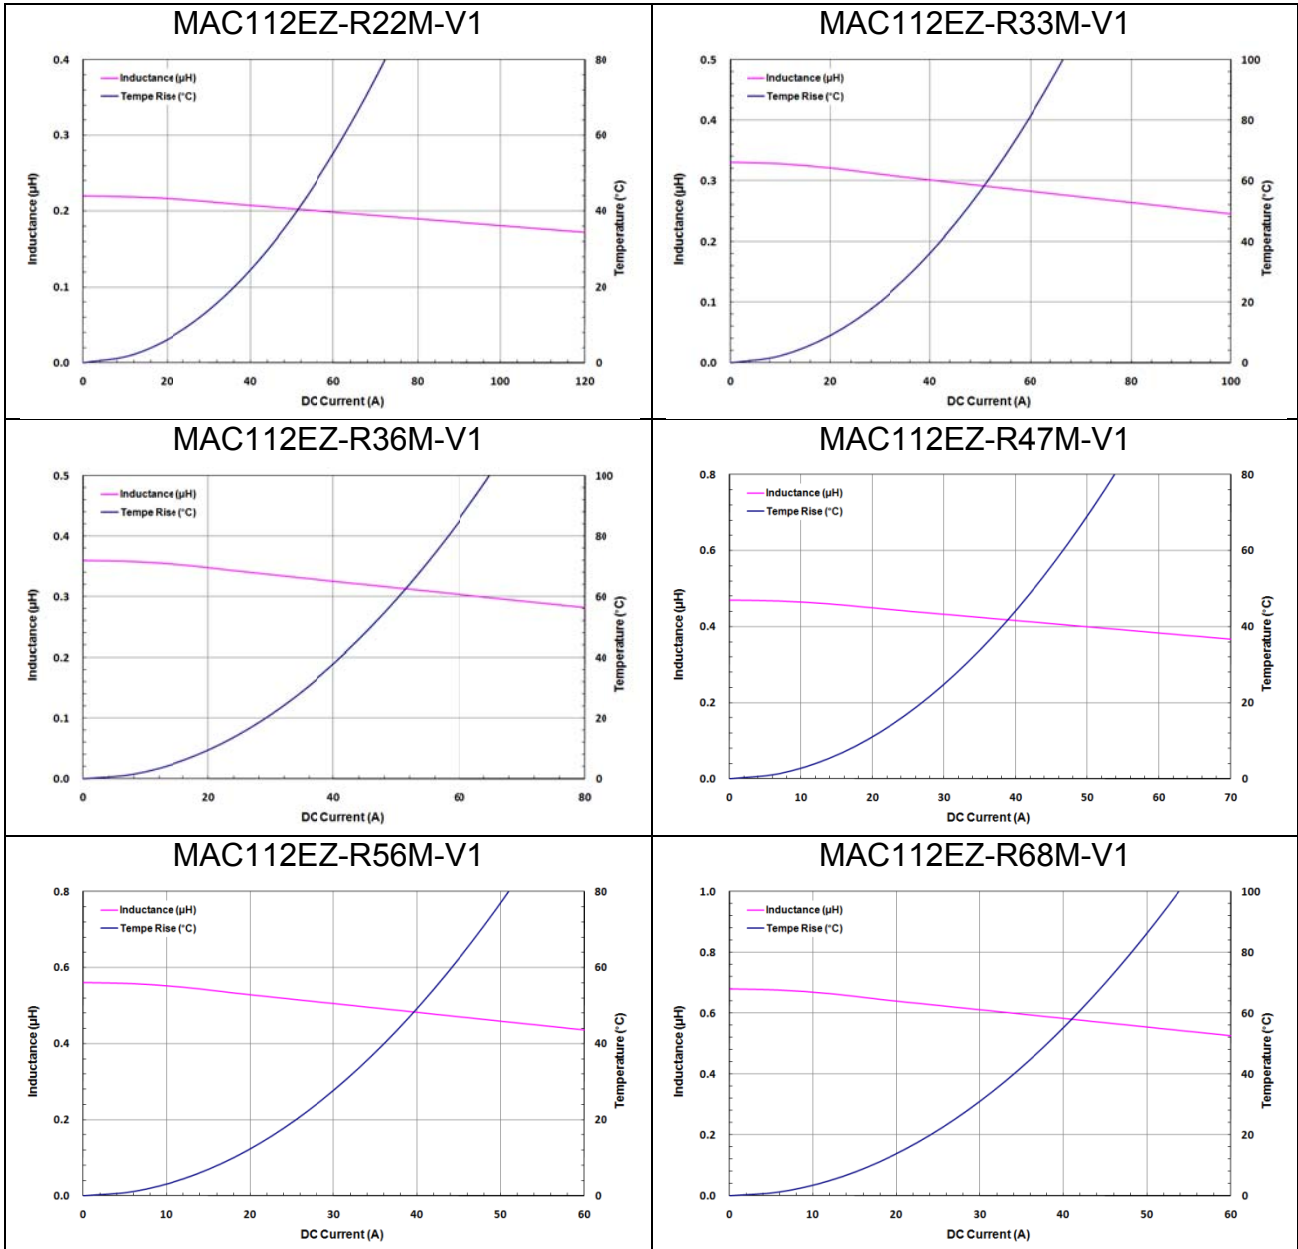 MAC112EZ-R22M-V1
0.4
0.3
0.2
0.1
0.0
Inductance (µH)
Inductance (µH)
Tempe Rise (°C)
80
60
40
20
0
Temperature (°C)
0 20 40 60 80 100 120
DC Current (A)
MAC112EZ-R33M-V1
0.5
0.4
0.3
0.2
0.1
0.0
Inductance (µH)
Inductance (µH)
Tempe Rise (°C)
100
80
60
40
20
0
Temperature (°C)
0 20 40 60 80 100
DC Current (A)
MAC112EZ-R36M-V1
0.5
0.4
0.3
0.2
0.1
0.0
Inductance (µH)
Inductance (µH)
Tempe Rise (°C)
100
80
60
40
20
0
Temperature (°C)
0 20 40 60 80
DC Current (A)
MAC112EZ-R47M-V1
0.8
0.6
0.4
0.2
0.0
Inductance (µH)
Inductance (µH)
Tempe Rise (°C)
80
60
40
20
0
Temperature (°C)
0 10 20 30 40 50 60 70
DC Current (A)
MAC112EZ-R56M-V1
0.8
0.6
0.4
0.2
0.0
Inductance (µH)
Inductance (µH)
Tempe Rise (°C)
80
60
40
20
0
Temperature (°C)
0 10 20 30 40 50 60
DC Current (A)
MAC112EZ-R68M-V1
1.0
0.8
0.6
0.4
0.2
0.0
Inductance (µH)
Inductance (µH)
Tempe Rise (°C)
100
80
60
40
20
0
Temperature (°C)
0 10 20 30 40 50 60
DC Current (A)